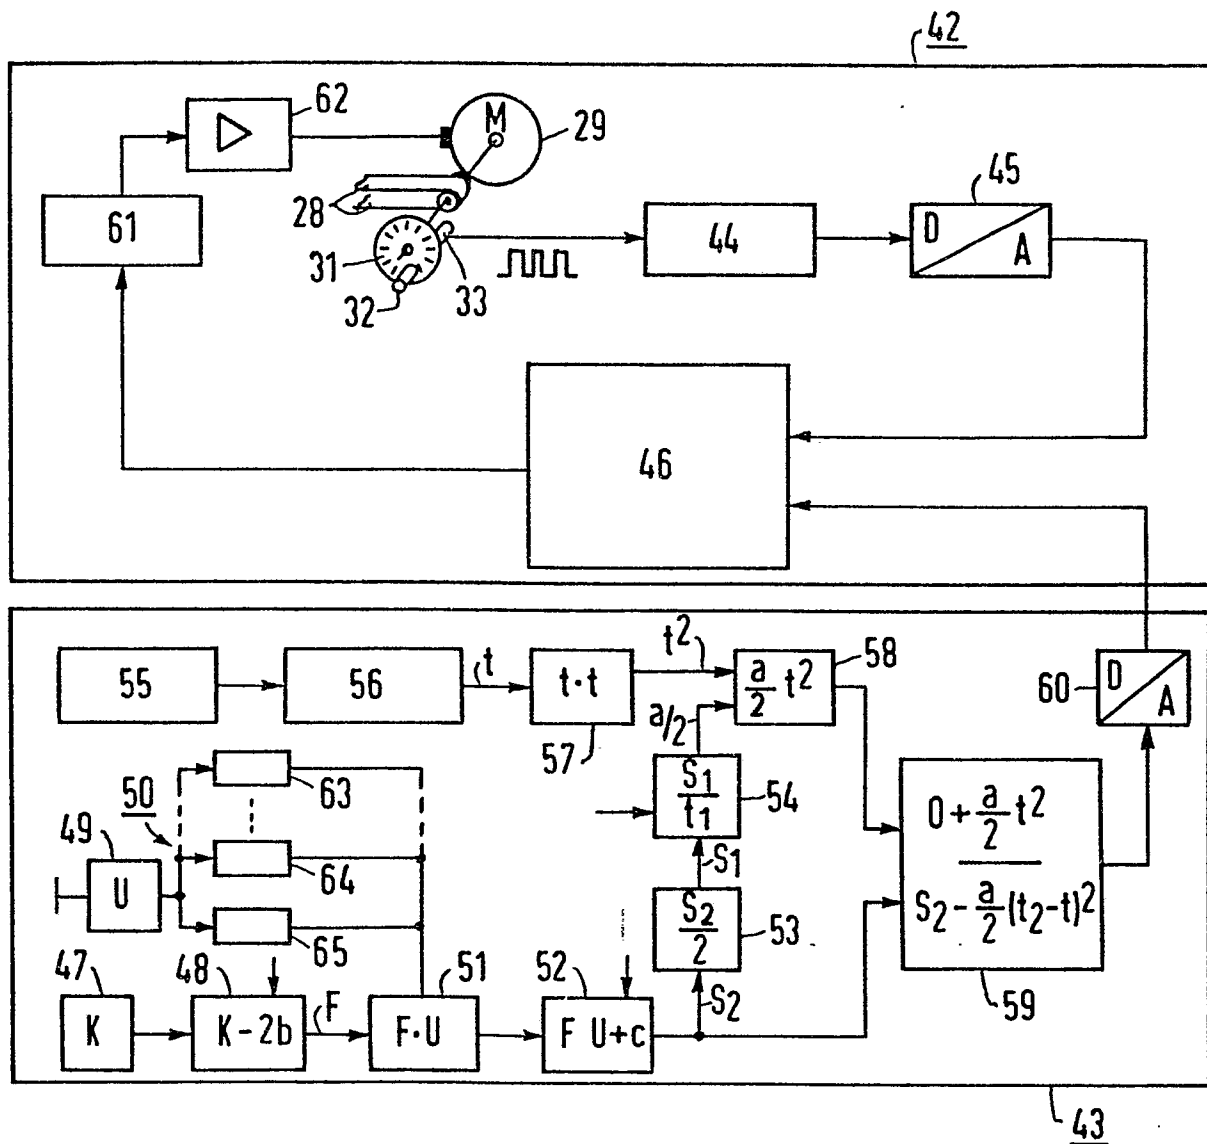 42
62
M
29
28
61
31
32
33
44
45
D
A
46
55
56
t
t·t
57
t²
a/2
a/2 t²
58
60
D
A
50
63
64
65
49
U
S₁/t₁
54
S₁
S₂/2
53
S₂
0 + a/2 t²
S₂ - a/2 (t₂-t)²
59
47
K
48
K-2b
F
51
F·U
52
F U+c
43